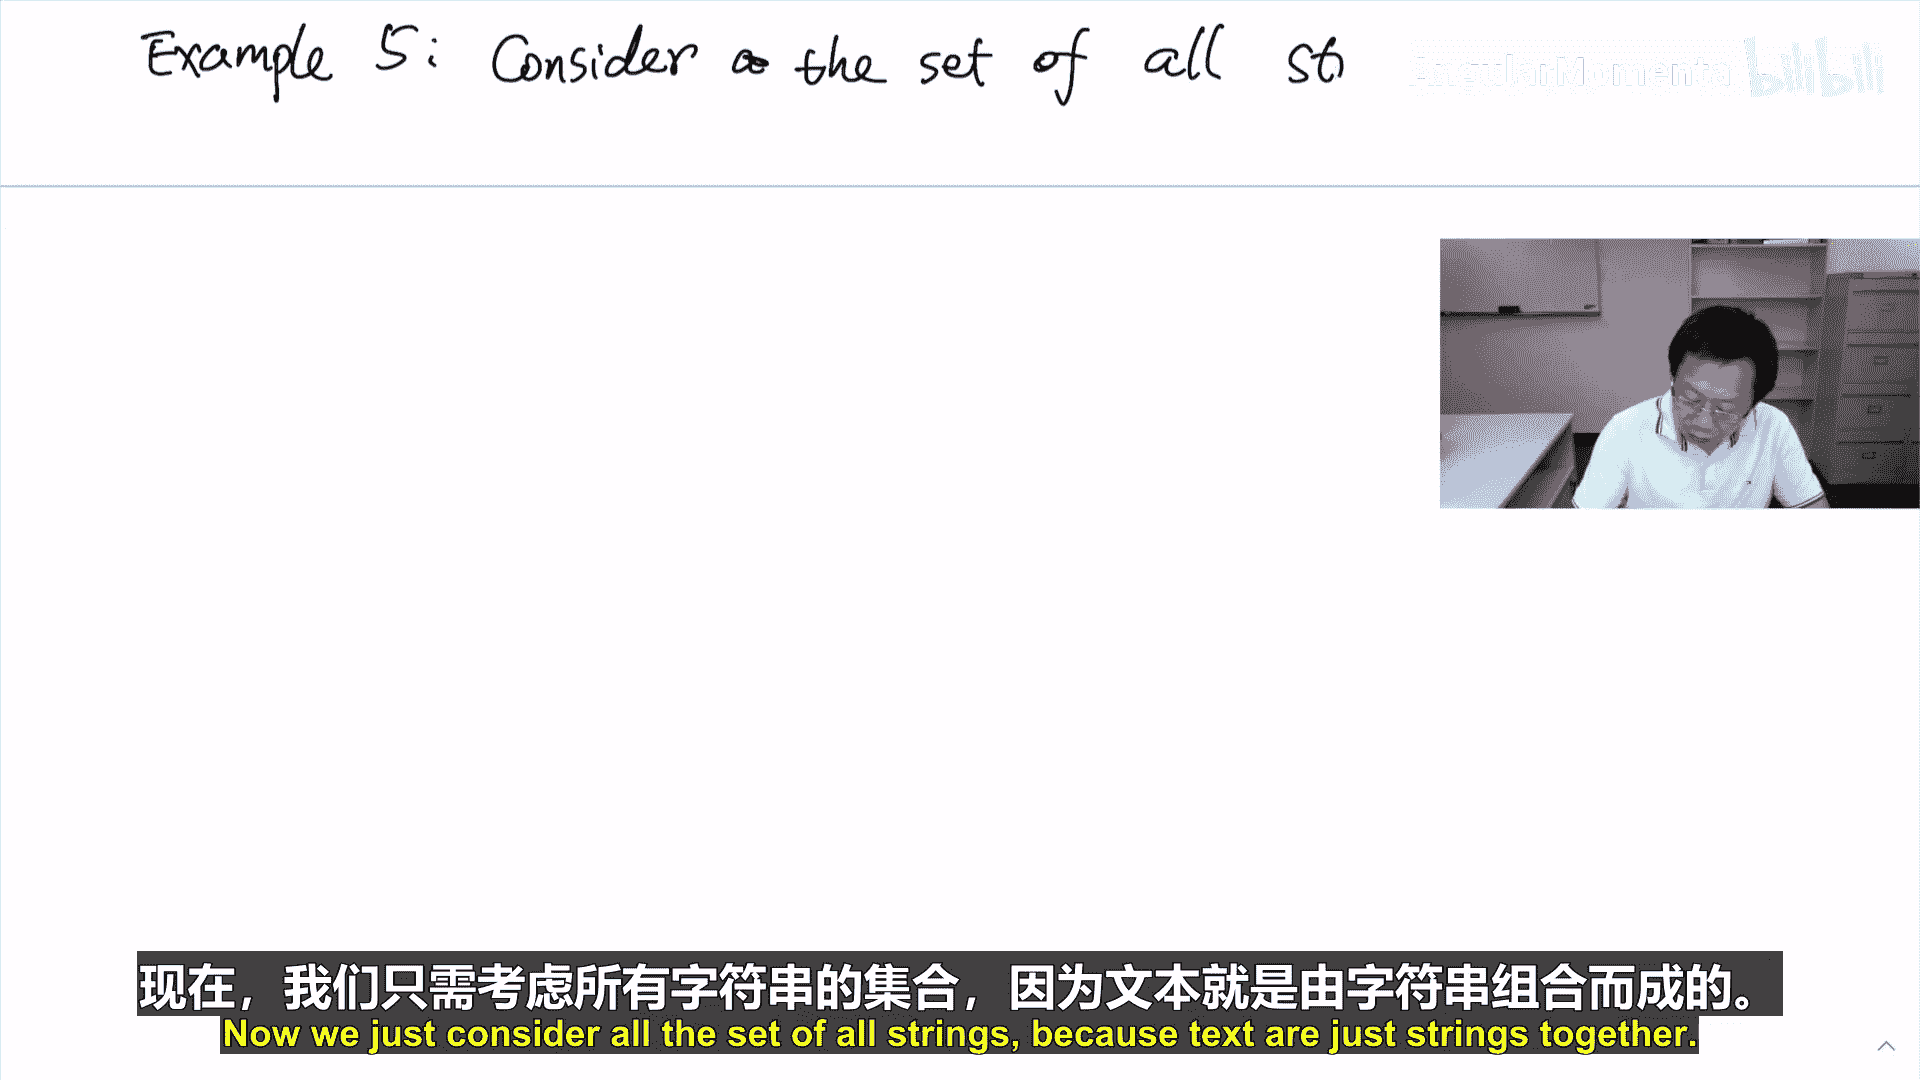 Example 5: Consider the set of all st
AngularMomenta bilibili
现在，我们只需考虑所有字符串的集合，因为文本就是由字符串组合而成的。
Now we just consider all the set of all strings, because text are just strings together.